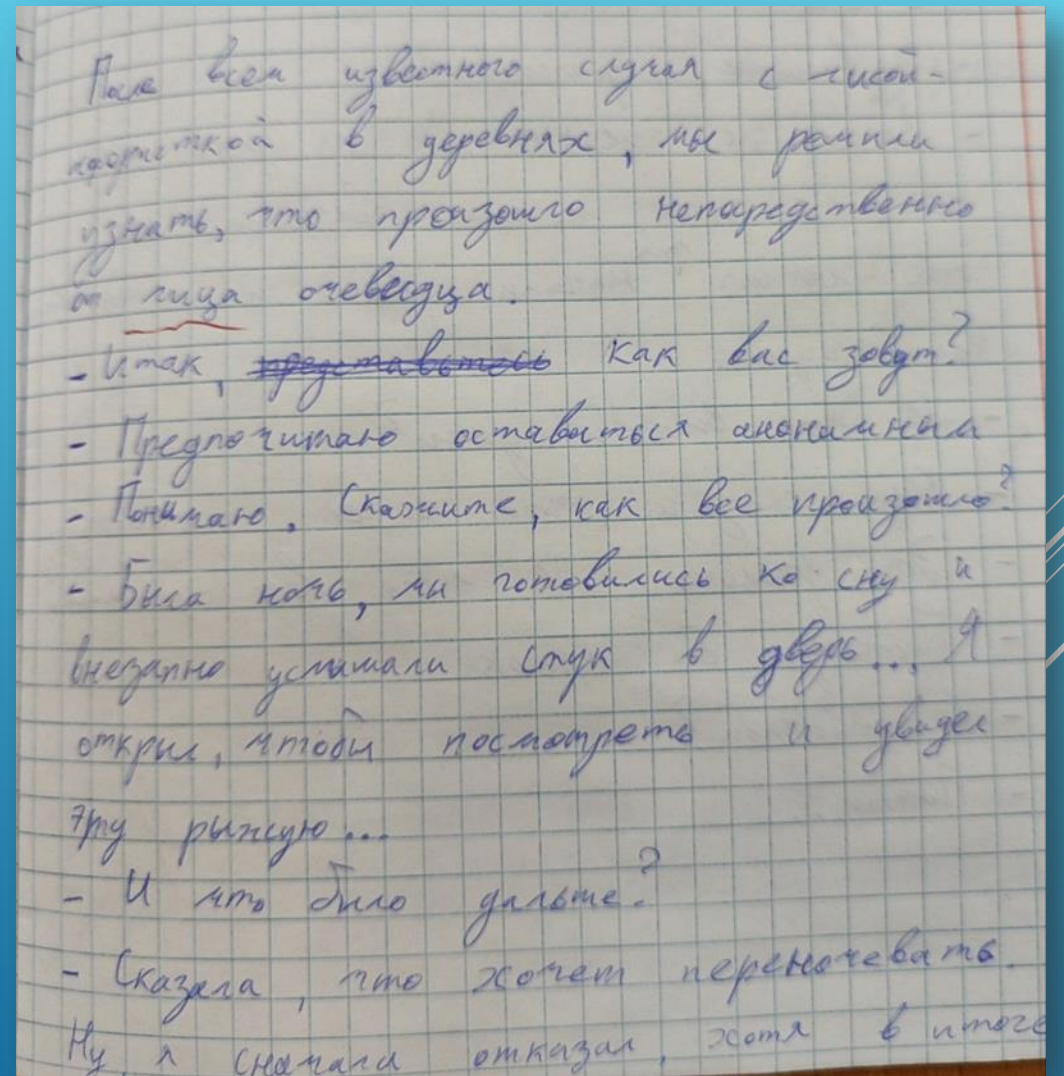 После всем известного случая с лисой-
в деревнях, мы решили
узнать, что произошло непосредственно
от лица очевидца.
- Итак, представьтесь как вас зовут?
- Предпочитаю оставаться анонимным
- Понимаю. Скажите, как все произошло?
- Была ночь, мы готовились ко сну и
внезапно услышали стук в дверь... Я
открыл, чтобы посмотреть и увидел
эту рыжую...
- И что было дальше?
- Сказала, что хочет переночевать.
Ну я сначала отказал, хотя в итоге